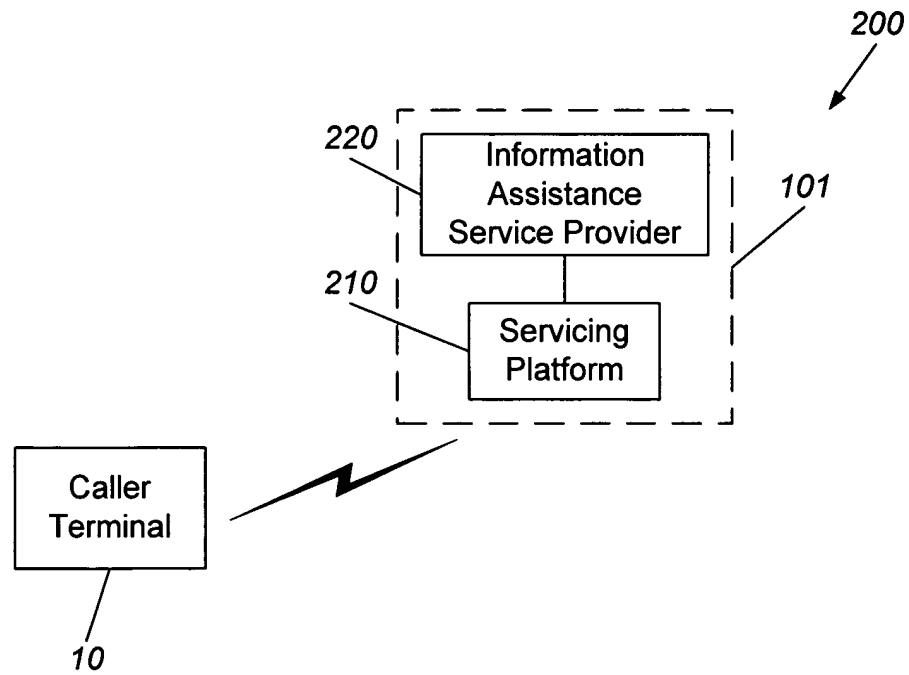 200
220
Information
Assistance
Service Provider
101
210
Servicing
Platform
Caller
Terminal
10